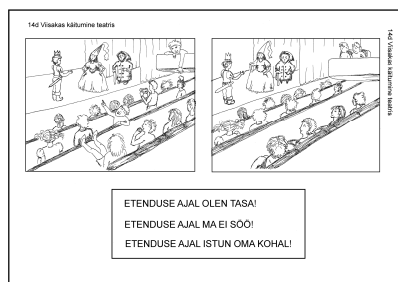 14d Viisakas käitumine teatris
14d Viisakas käitumine teatris
ETENDUSE AJAL OLEN TASA!
ETENDUSE AJAL MA EI SÖÖ!
ETENDUSE AJAL ISTUN OMA KOHAL!